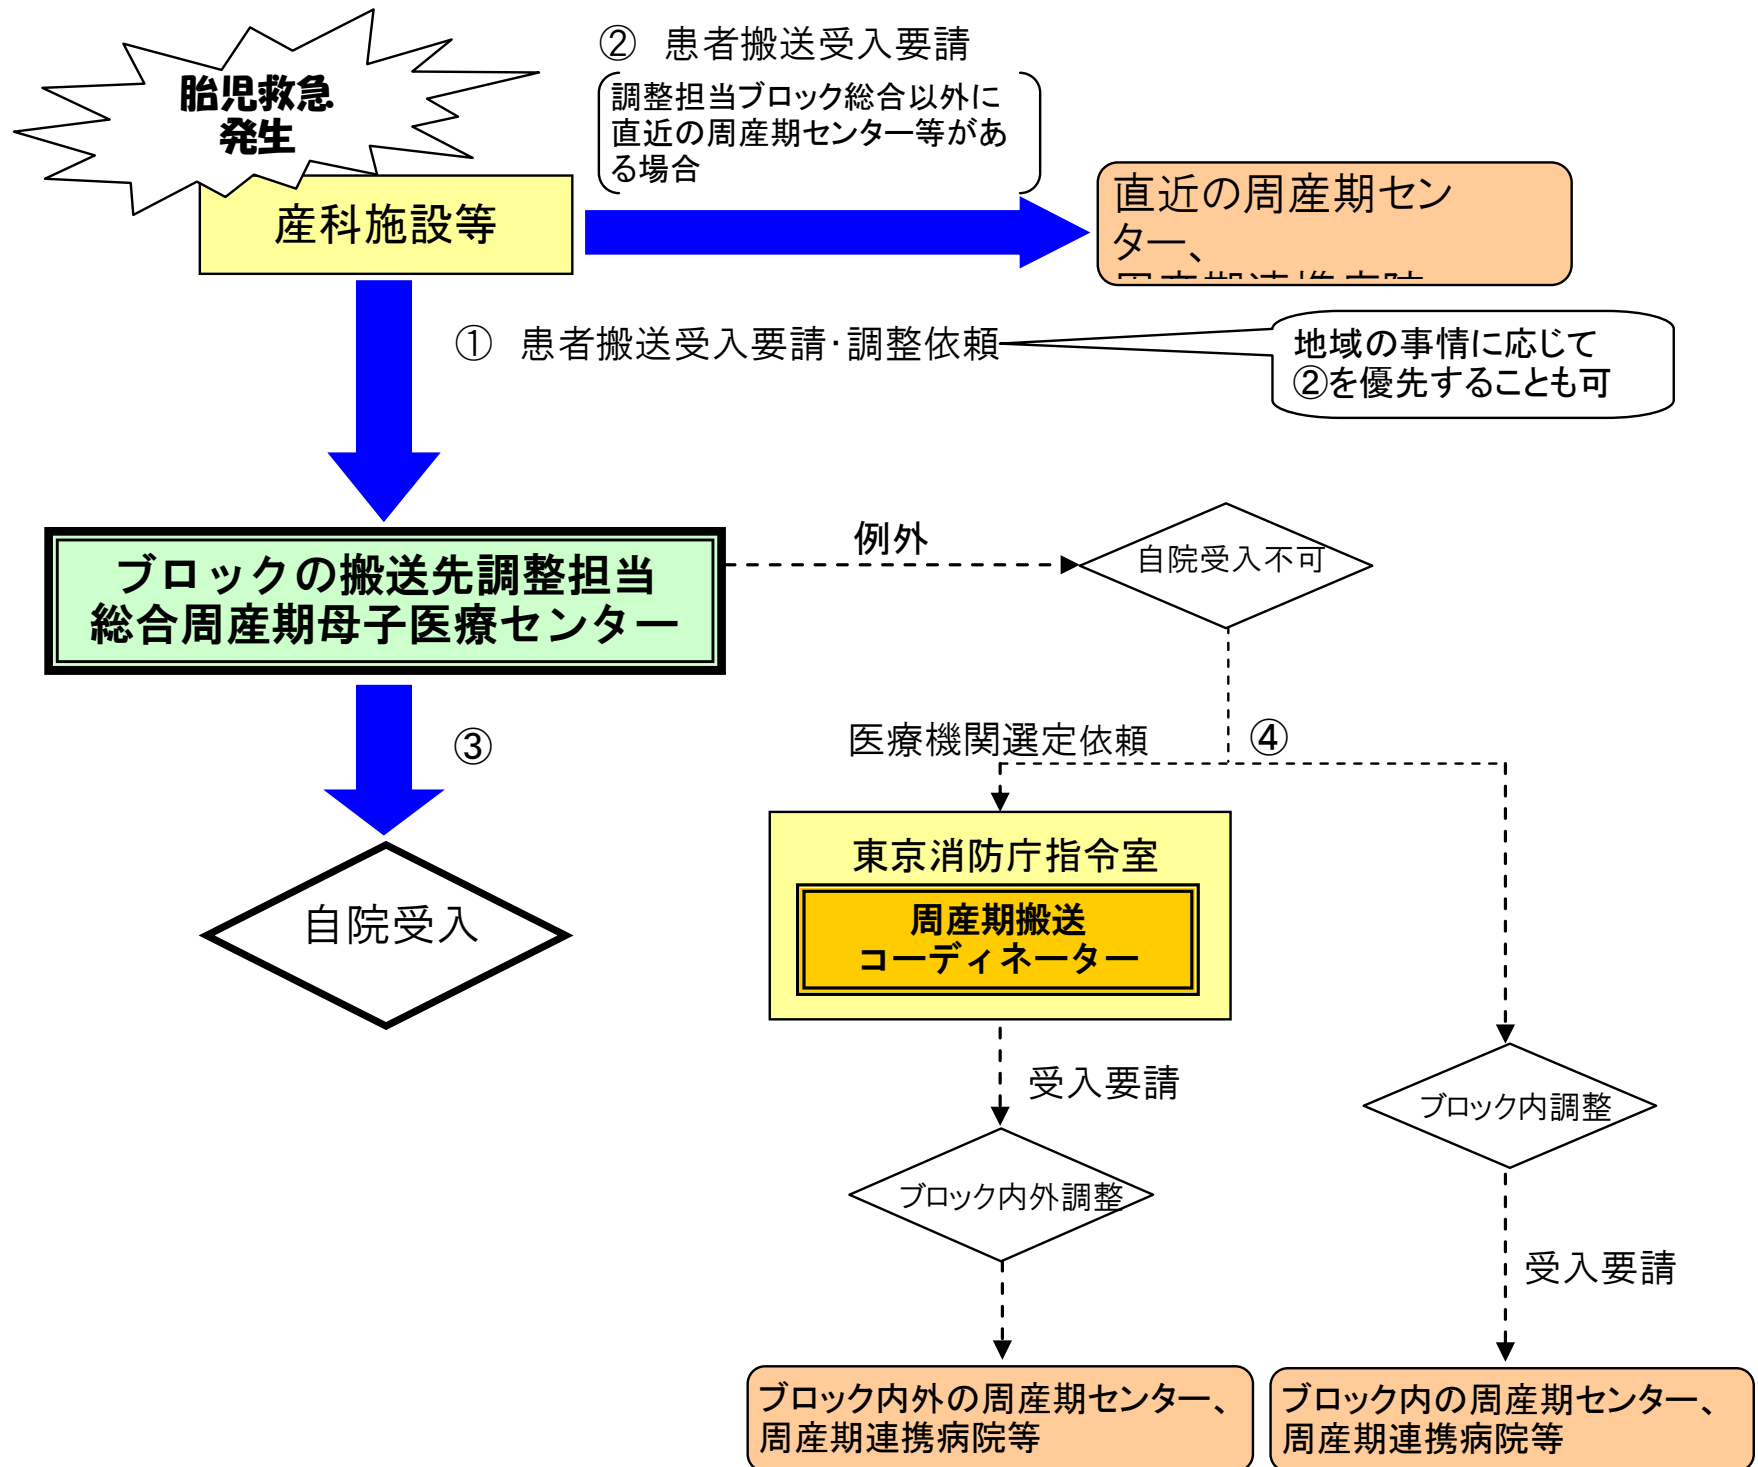 胎児救急
発生
② 患者搬送受入要請
調整担当ブロック総合以外に
直近の周産期センター等があ
る場合
産科施設等
直近の周産期セン
ター、
① 患者搬送受入要請・調整依頼
地域の事情に応じて
②を優先することも可
ブロックの搬送先調整担当
総合周産期母子医療センター
例外
自院受入不可
③
医療機関選定依頼
④
自院受入
東京消防庁指令室
周産期搬送
コーディネーター
受入要請
ブロック内調整
ブロック内外調整
受入要請
ブロック内外の周産期センター、
周産期連携病院等
ブロック内の周産期センター、
周産期連携病院等